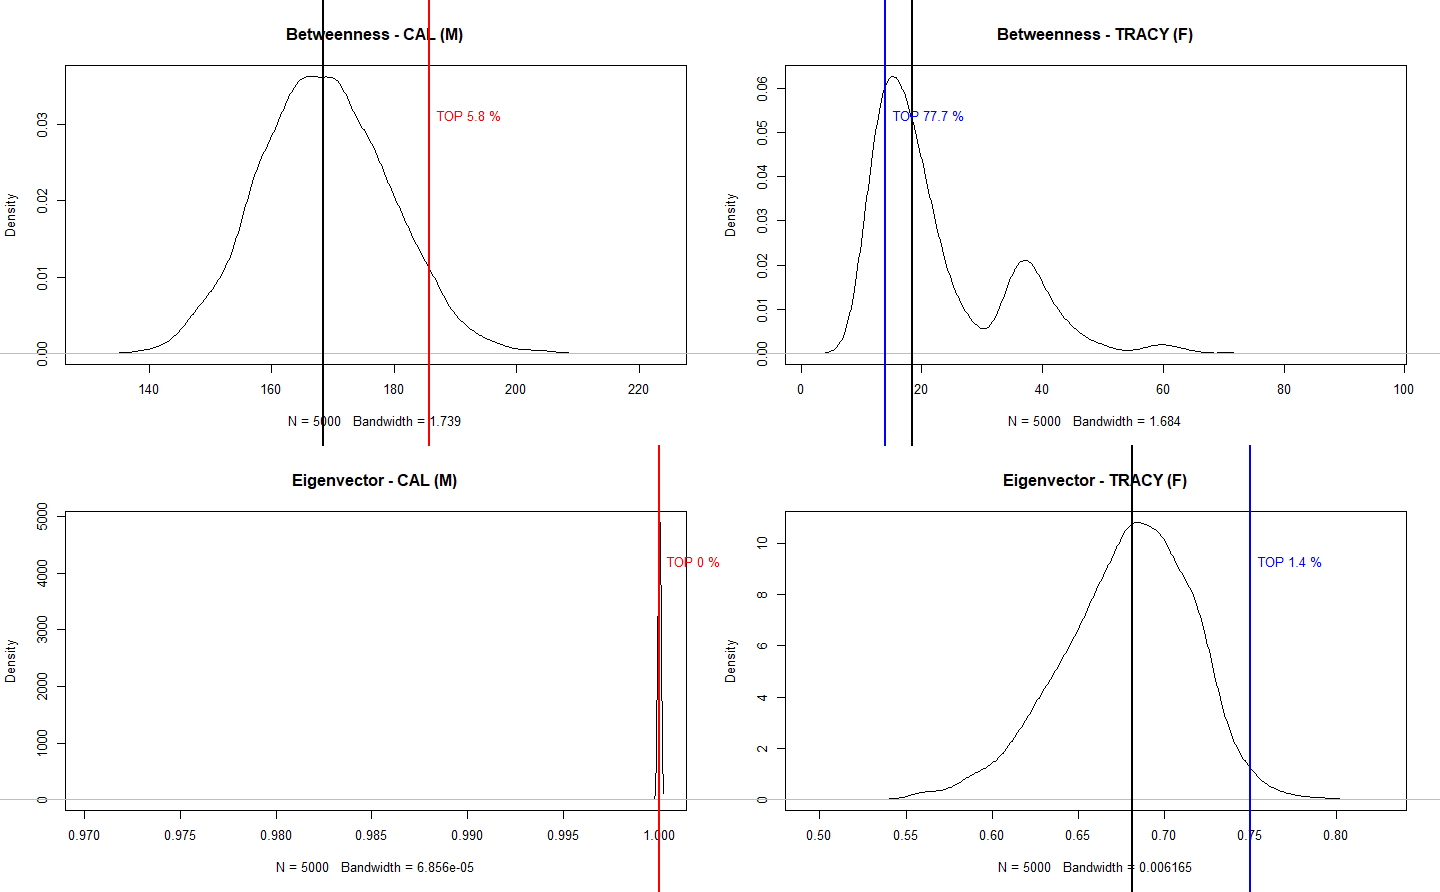 Betweenness - CAL (M)
TOP 5.8 %
Density
0.00 0.01 0.02 0.03
140 160 180 200 220
N = 5000 Bandwidth = 1.739
Betweenness - TRACY (F)
TOP 77.7 %
Density
0.00 0.01 0.02 0.03 0.04 0.05 0.06
0 20 40 60 80 100
N = 5000 Bandwidth = 1.684
Eigenvector - CAL (M)
TOP 0 %
Density
0 1000 2000 3000 4000 5000
0.970 0.975 0.980 0.985 0.990 0.995 1.000
N = 5000 Bandwidth = 6.856e-05
Eigenvector - TRACY (F)
TOP 1.4 %
Density
0 2 4 6 8 10
0.50 0.55 0.60 0.65 0.70 0.75 0.80
N = 5000 Bandwidth = 0.006165